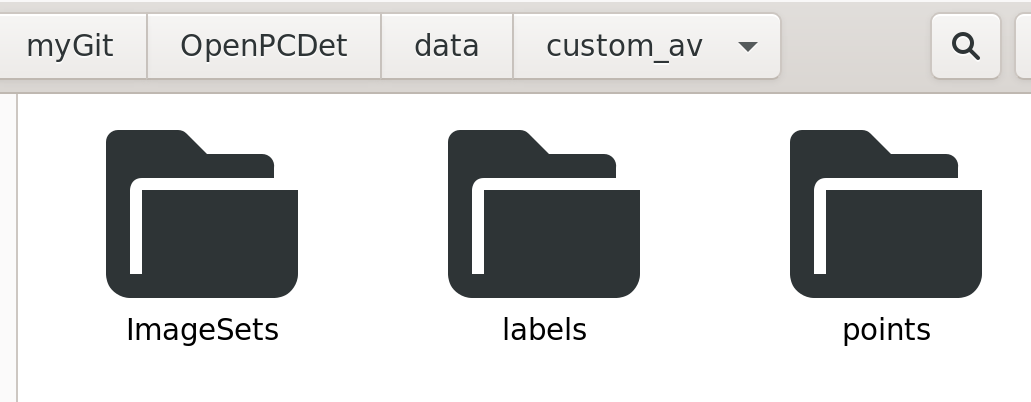 myGit OpenPCDet data custom_av
ImageSets labels points